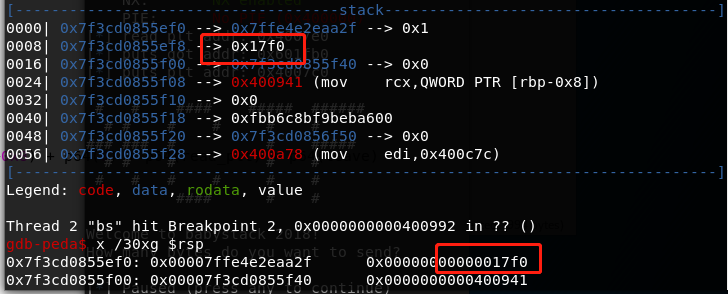 [------------------------------------stack-------------------------------------]
0000| 0x7f3cd0855ef0 --> 0x7ffe4e2eaa2f --> 0x1
0008| 0x7f3cd0855ef8 --> 0x17f0
0016| 0x7f3cd0855f00 --> 0x7f3cd0855f40 --> 0x0
0024| 0x7f3cd0855f08 --> 0x400941 (mov    rcx,QWORD PTR [rbp-0x8])
0032| 0x7f3cd0855f10 --> 0x0
0040| 0x7f3cd0855f18 --> 0xfbb6c8bf9beba600
0048| 0x7f3cd0855f20 --> 0x7f3cd0856f50 --> 0x0
0056| 0x7f3cd0855f28 --> 0x400a78 (mov    edi,0x400c7c)
[------------------------------------------------------------------------------]
Legend: code, data, rodata, value

Thread 2 "bs" hit Breakpoint 2, 0x0000000000400992 in ?? ()
gdb-peda$ x /30xg $rsp
0x7f3cd0855ef0: 0x00007ffe4e2eaa2f      0x00000000000017f0
0x7f3cd0855f00: 0x00007f3cd0855f40      0x0000000000400941